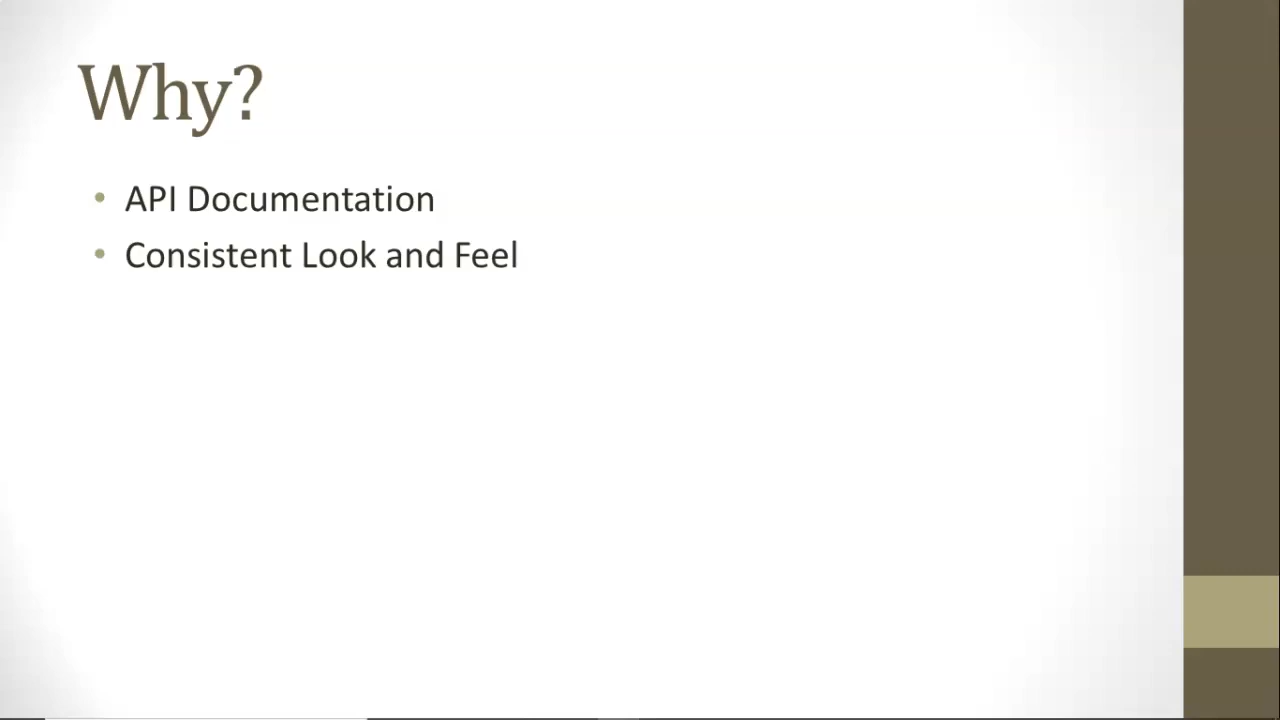 Why?
• API Documentation
• Consistent Look and Feel